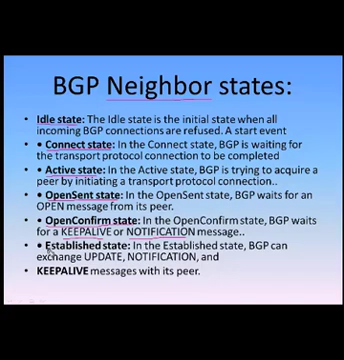 BGP Neighbor states:
• Idle state: The Idle state is the initial state when all
incoming BGP connections are refused. A start event
• • Connect state: In the Connect state, BGP is waiting for
the transport protocol connection to be completed
• • Active state: In the Active state, BGP is trying to acquire a
peer by initiating a transport protocol connection..
• • OpenSent state: In the OpenSent state, BGP waits for an
OPEN message from its peer.
• • OpenConfirm state: In the OpenConfirm state, BGP waits
for a KEEPALIVE or NOTIFICATION message..
• • Established state: In the Established state, BGP can
exchange UPDATE, NOTIFICATION, and
• KEEPALIVE messages with its peer.